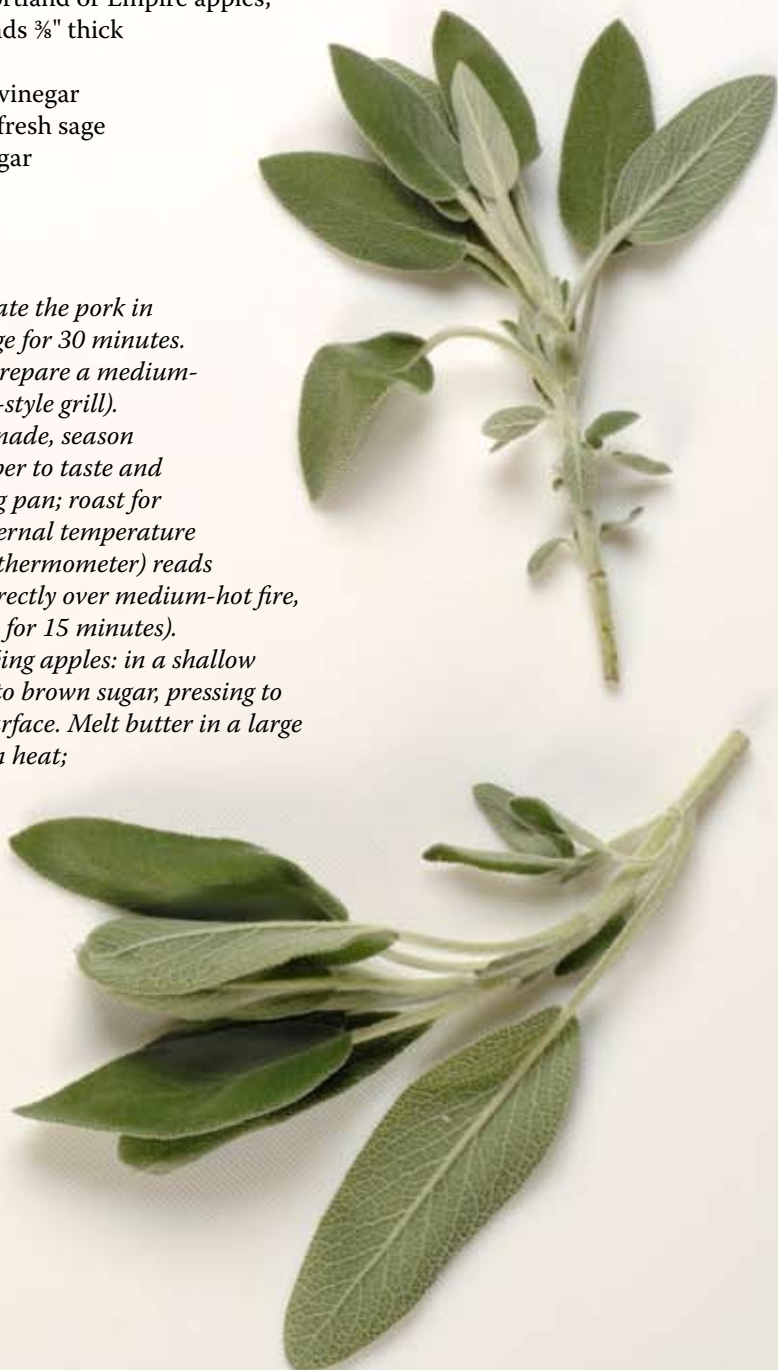 ortland or Empire apples,
nds ⅜" thick
vinegar
fresh sage
gar
ate the pork in
ge for 30 minutes.
repare a medium-
-style grill).
nade, season
per to taste and
g pan; roast for
ernal temperature
thermometer) reads
rectly over medium-hot fire,
for 15 minutes).
ing apples: in a shallow
to brown sugar, pressing to
rface. Melt butter in a large
heat;